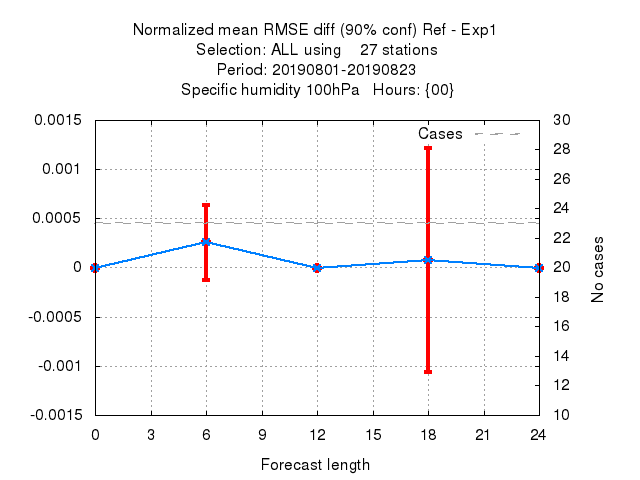 Normalized mean RMSE diff (90% conf) Ref - Exp1
Selection: ALL using    27 stations
Period: 20190801-20190823
Specific humidity 100hPa   Hours: {00}
Cases
0.0015
0.001
0.0005
0
-0.0005
-0.001
-0.0015
30
28
26
24
22
20
18
16
14
12
10
No cases
0 3 6 9 12 15 18 21 24
Forecast length